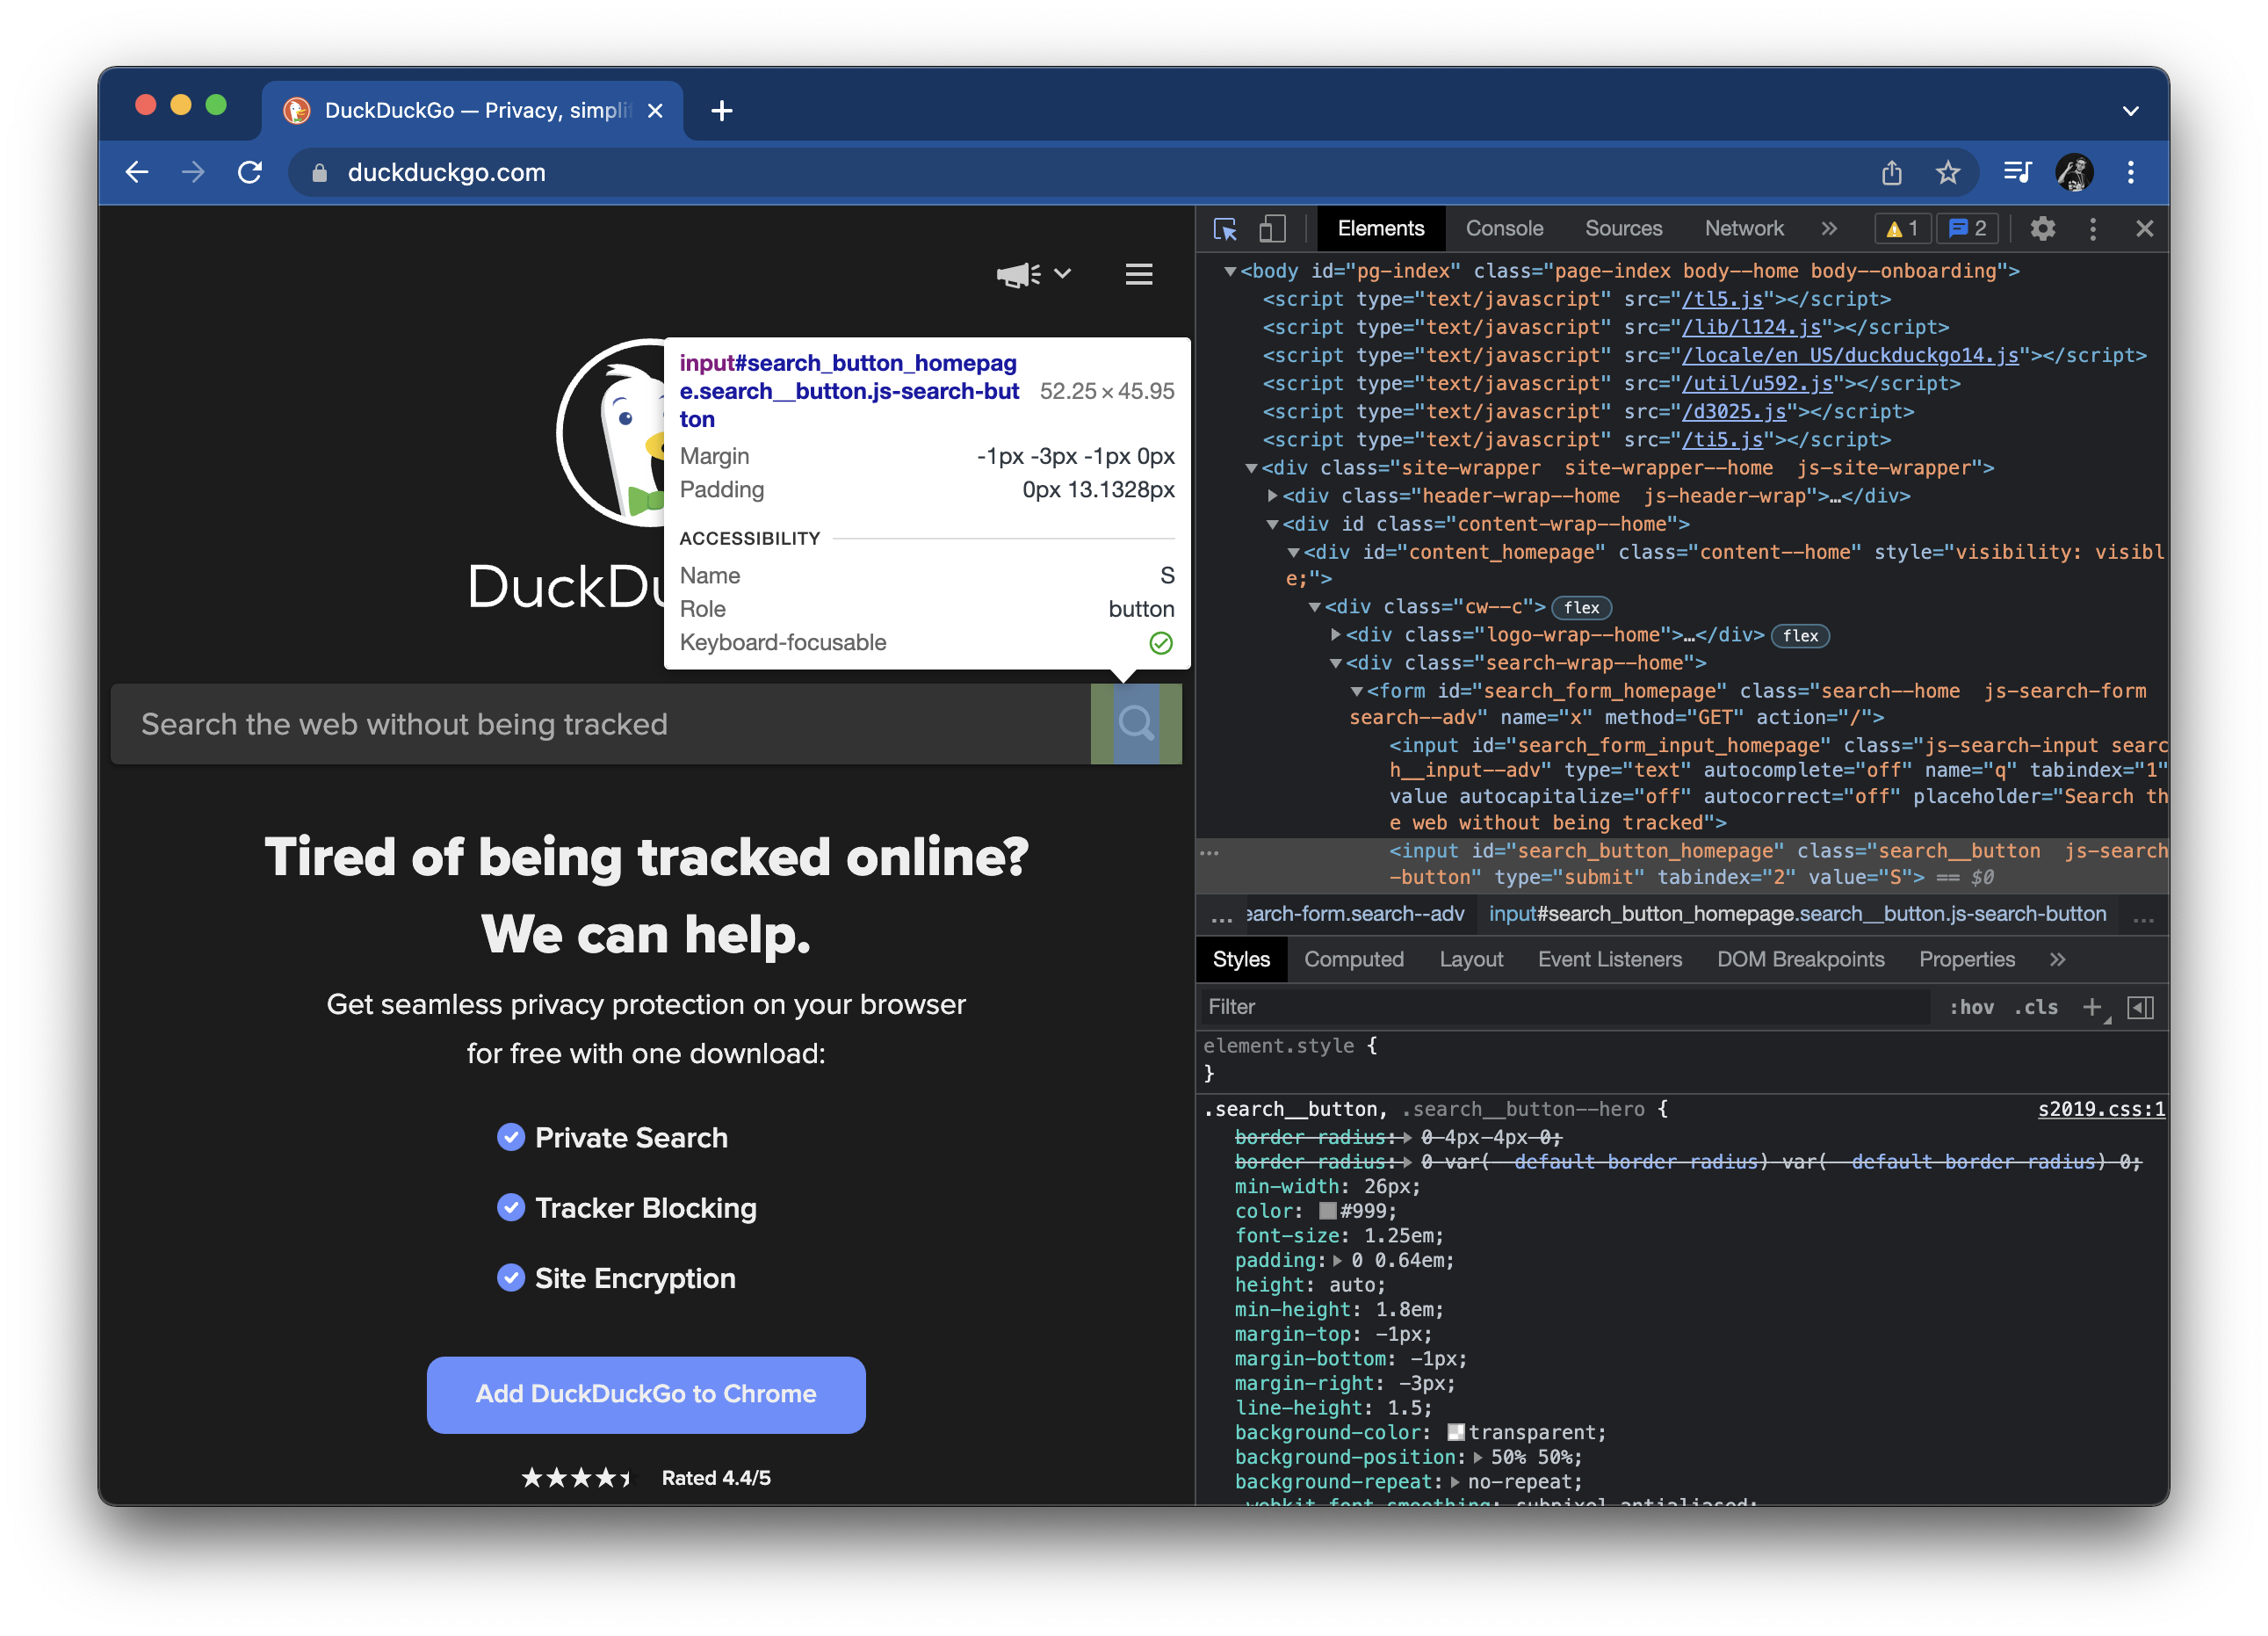 DuckDuckGo — Privacy, simplif
duckduckgo.com
DuckDu
input#search_button_homepag
e.search__button.js-search-but
ton
52.25 × 45.95
Margin -1px -3px -1px 0px
Padding 0px 13.1328px
ACCESSIBILITY
Name S
Role button
Keyboard-focusable
Search the web without being tracked
Tired of being tracked online?
We can help.
Get seamless privacy protection on your browser
for free with one download:
Private Search
Tracker Blocking
Site Encryption
Add DuckDuckGo to Chrome
Rated 4.4/5
Elements Console Sources Network » 1 2
<body id="pg-index" class="page-index body--home body--onboarding">
<script type="text/javascript" src="/tl5.js"></script>
<script type="text/javascript" src="/lib/l124.js"></script>
<script type="text/javascript" src="/locale/en_US/duckduckgo14.js"></script>
<script type="text/javascript" src="/util/u592.js"></script>
<script type="text/javascript" src="/d3025.js"></script>
<script type="text/javascript" src="/ti5.js"></script>
<div class="site-wrapper  site-wrapper--home  js-site-wrapper">
<div class="header-wrap--home  js-header-wrap">…</div>
<div id class="content-wrap--home">
<div id="content_homepage" class="content--home" style="visibility: visibl
e;">
<div class="cw--c"> flex
<div class="logo-wrap--home">…</div> flex
<div class="search-wrap--home">
<form id="search_form_homepage" class="search--home  js-search-form
search--adv" name="x" method="GET" action="/">
<input id="search_form_input_homepage" class="js-search-input searc
h__input--adv" type="text" autocomplete="off" name="q" tabindex="1"
value autocapitalize="off" autocorrect="off" placeholder="Search th
e web without being tracked">
… <input id="search_button_homepage" class="search__button  js-search
-button" type="submit" tabindex="2" value="S"> == $0
… earch-form.search--adv input#search_button_homepage.search__button.js-search-button …
Styles Computed Layout Event Listeners DOM Breakpoints Properties »
Filter :hov .cls +
element.style {
}
.search__button, .search__button--hero { s2019.css:1
border-radius: 0 4px 4px 0;
border-radius: 0 var(--default-border-radius) var(--default-border-radius) 0;
min-width: 26px;
color: #999;
font-size: 1.25em;
padding: 0 0.64em;
height: auto;
min-height: 1.8em;
margin-top: -1px;
margin-bottom: -1px;
margin-right: -3px;
line-height: 1.5;
background-color: transparent;
background-position: 50% 50%;
background-repeat: no-repeat;
-webkit-font-smoothing: subpixel-antialiased;